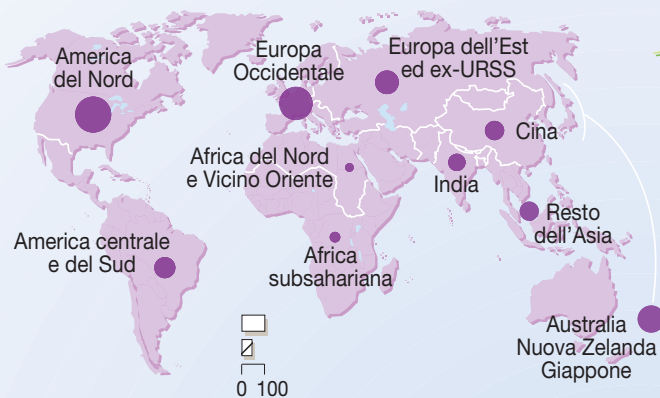 America
del Nord
Europa
Occidentale
Europa dell'Est
ed ex-URSS
Cina
Africa del Nord
e Vicino Oriente
India
Resto
dell'Asia
America centrale
e del Sud
Africa
subsahariana
Australia
Nuova Zelanda
Giappone
0 100